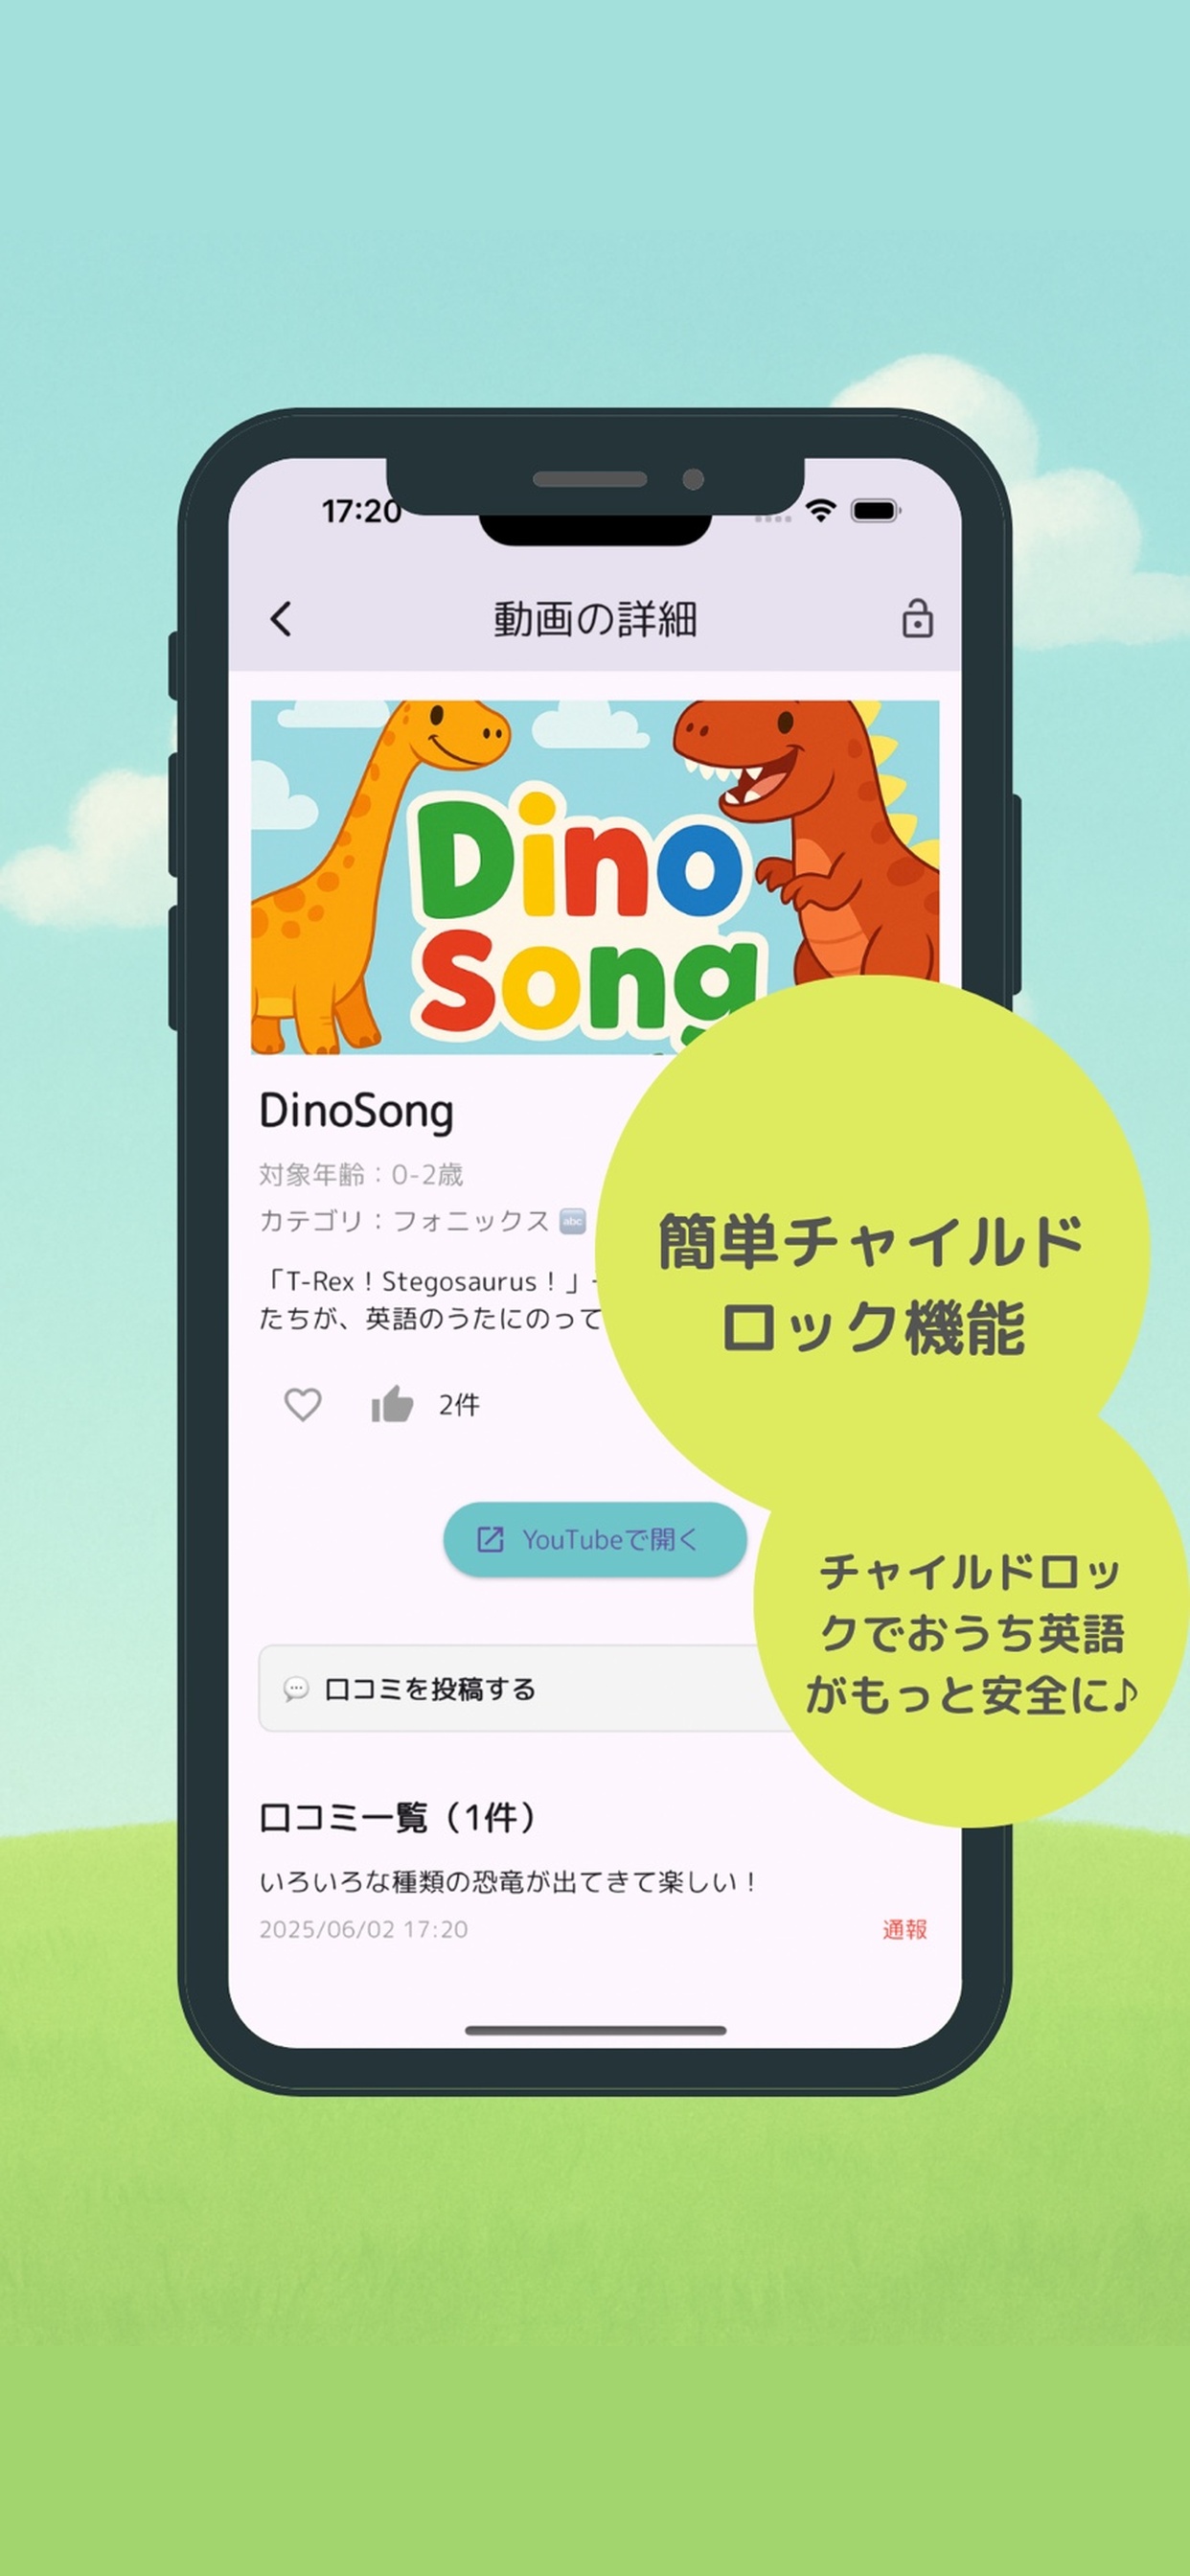 17:20
動画の詳細
Dino
Song
DinoSong
対象年齢：0-2歳
カテゴリ：フォニックス abc
「T-Rex！Stegosaurus！」
たちが、英語のうたにのって
2件
YouTubeで開く
口コミを投稿する
口コミ一覧（1件）
いろいろな種類の恐竜が出てきて楽しい！
2025/06/02 17:20
通報
簡単チャイルド
ロック機能
チャイルドロッ
クでおうち英語
がもっと安全に♪